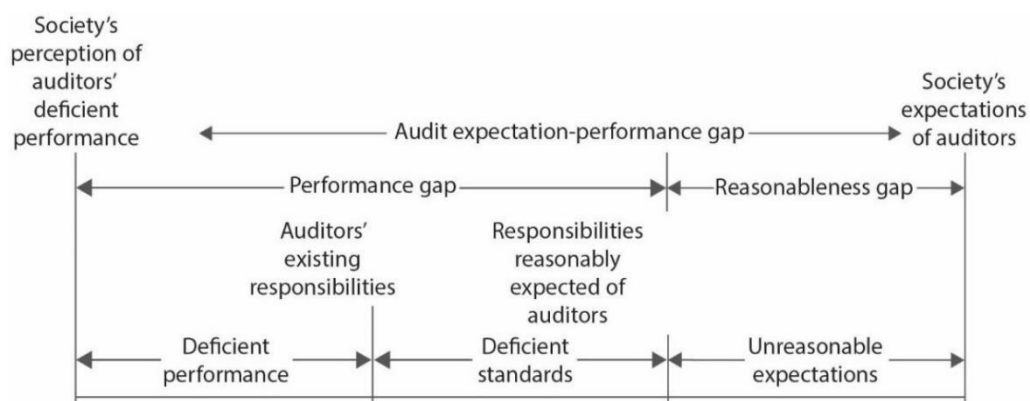 Society's
perception of
auditors'
deficient
performance
Society's
expectations
of auditors
Audit expectation-performance gap
Performance gap
Reasonableness gap
Auditors'
existing
responsibilities
Responsibilities
reasonably
expected of
auditors
Deficient
performance
Deficient
standards
Unreasonable
expectations